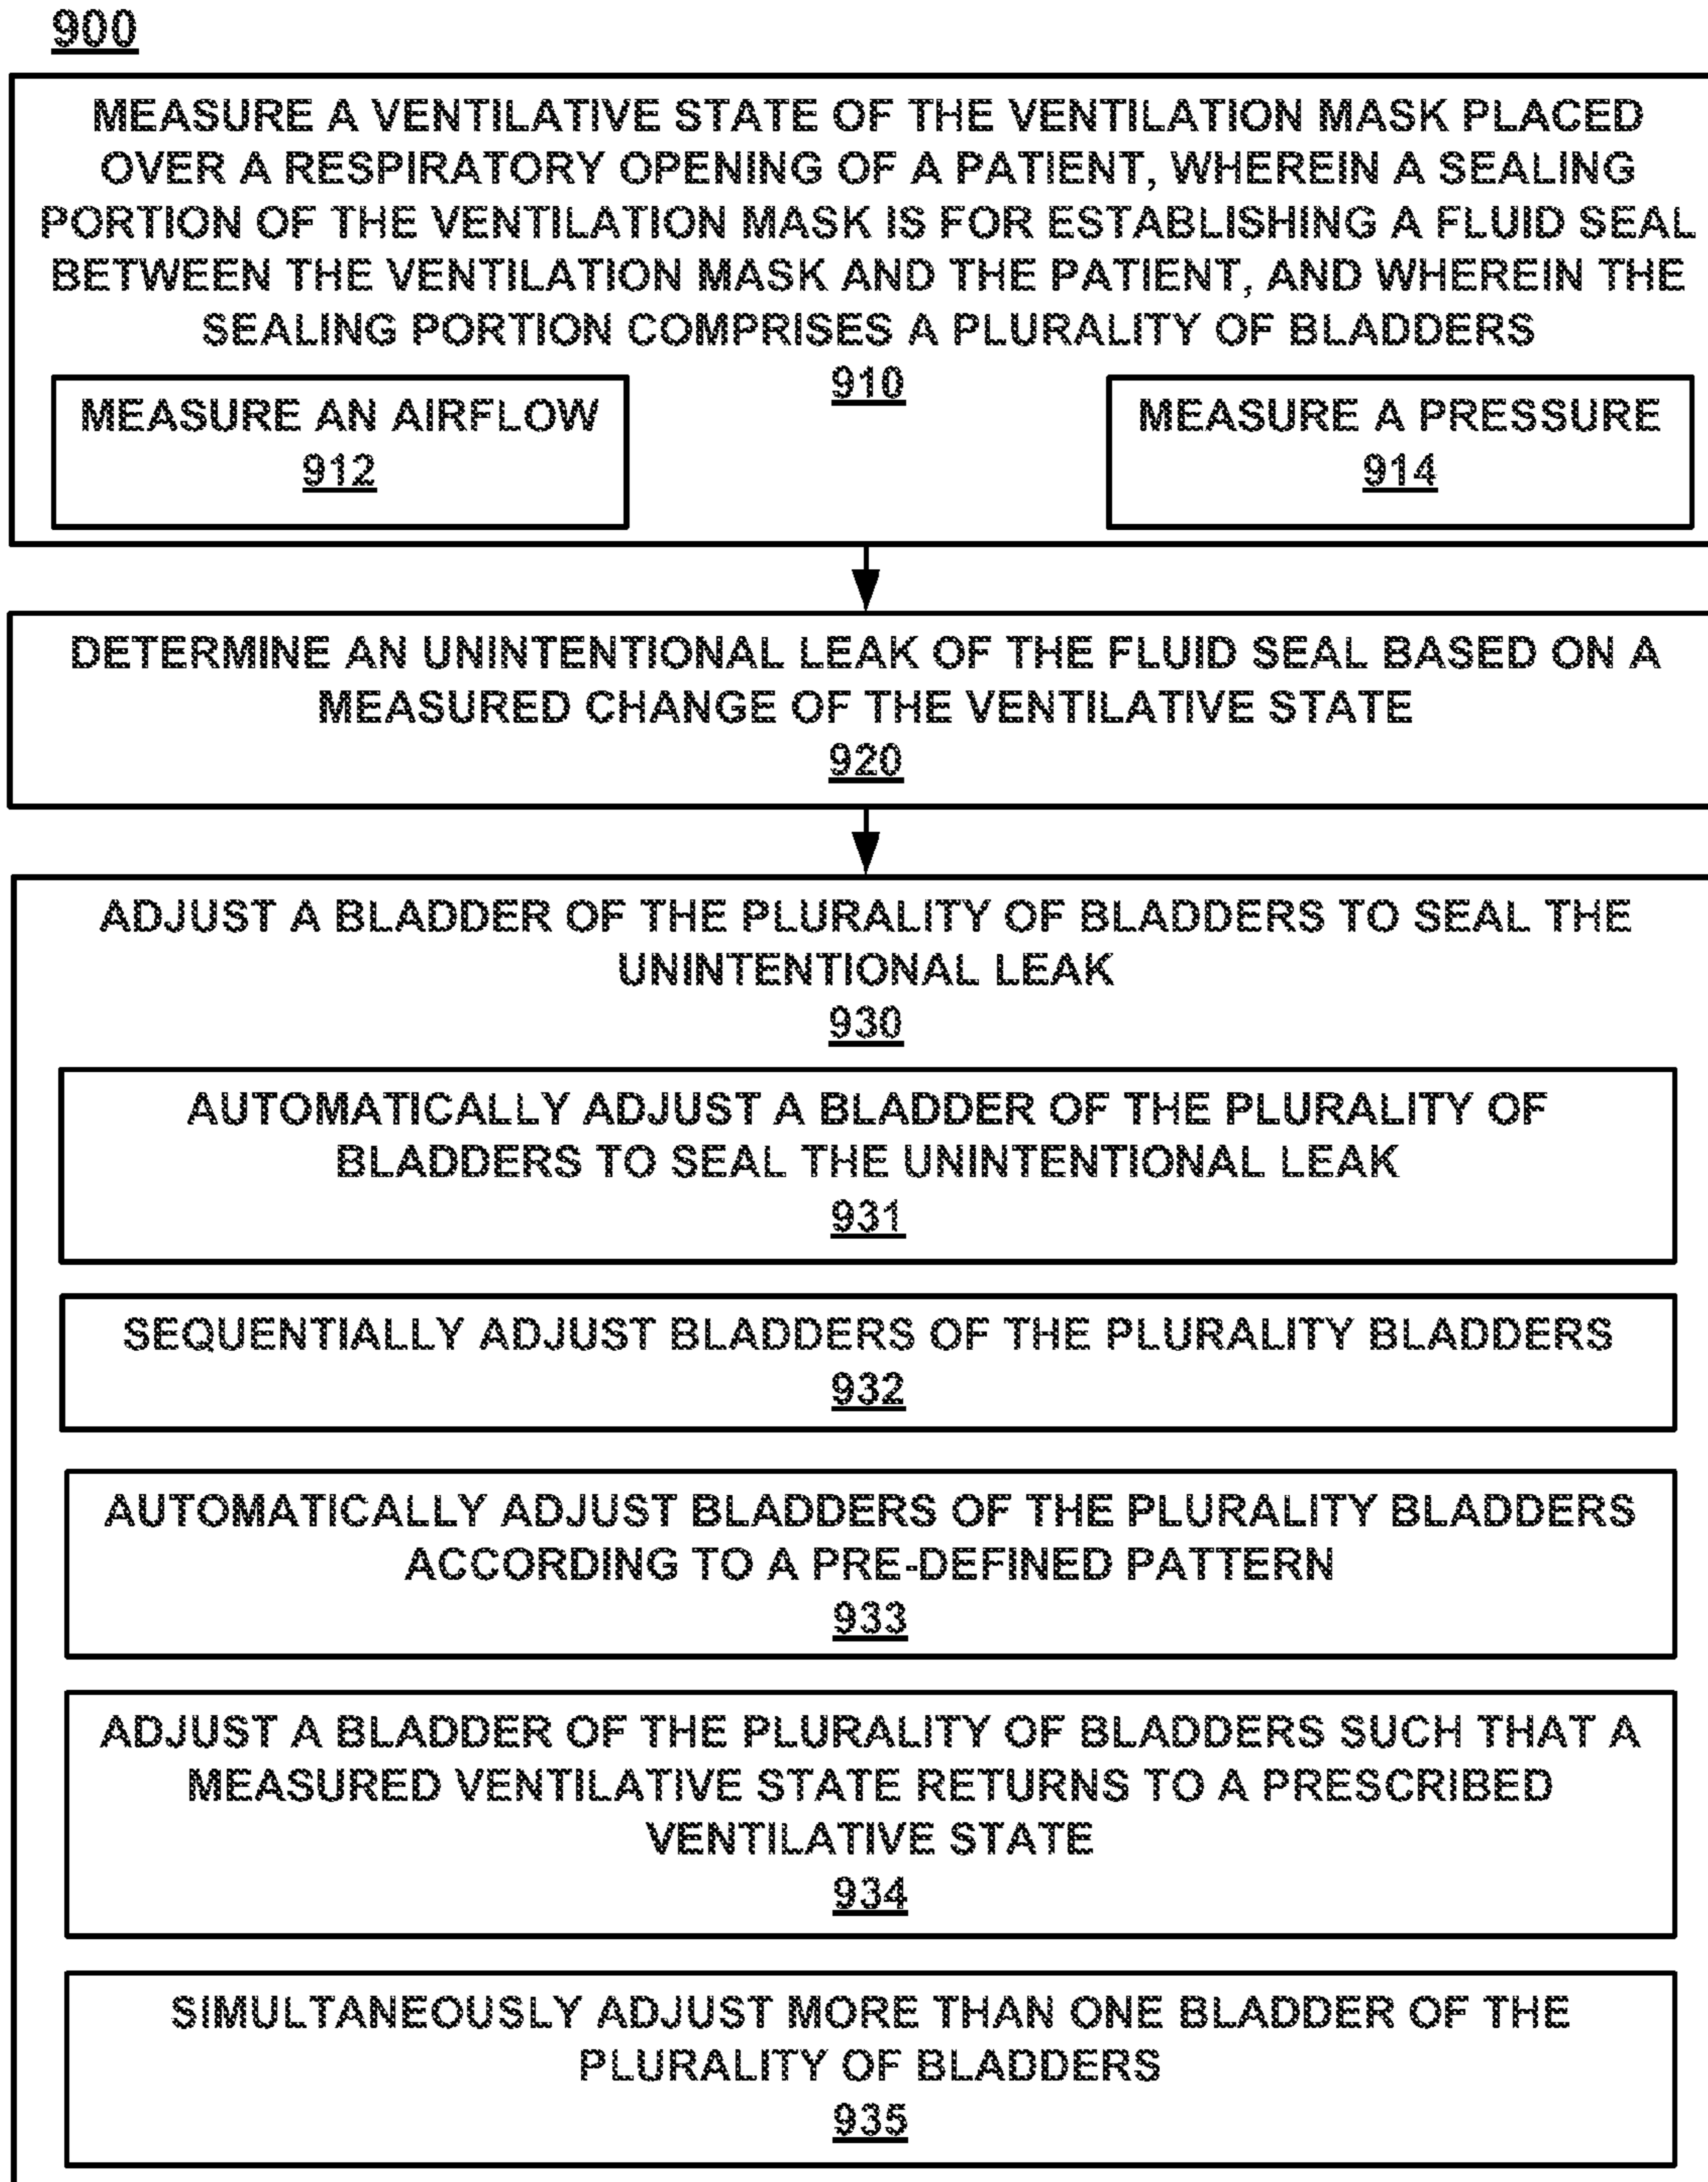 900
MEASURE A VENTILATIVE STATE OF THE VENTILATION MASK PLACED
OVER A RESPIRATORY OPENING OF A PATIENT, WHEREIN A SEALING
PORTION OF THE VENTILATION MASK IS FOR ESTABLISHING A FLUID SEAL
BETWEEN THE VENTILATION MASK AND THE PATIENT, AND WHEREIN THE
SEALING PORTION COMPRISES A PLURALITY OF BLADDERS
910
MEASURE AN AIRFLOW
912
MEASURE A PRESSURE
914
DETERMINE AN UNINTENTIONAL LEAK OF THE FLUID SEAL BASED ON A
MEASURED CHANGE OF THE VENTILATIVE STATE
920
ADJUST A BLADDER OF THE PLURALITY OF BLADDERS TO SEAL THE
UNINTENTIONAL LEAK
930
AUTOMATICALLY ADJUST A BLADDER OF THE PLURALITY OF
BLADDERS TO SEAL THE UNINTENTIONAL LEAK
931
SEQUENTIALLY ADJUST BLADDERS OF THE PLURALITY BLADDERS
932
AUTOMATICALLY ADJUST BLADDERS OF THE PLURALITY BLADDERS
ACCORDING TO A PRE-DEFINED PATTERN
933
ADJUST A BLADDER OF THE PLURALITY OF BLADDERS SUCH THAT A
MEASURED VENTILATIVE STATE RETURNS TO A PRESCRIBED
VENTILATIVE STATE
934
SIMULTANEOUSLY ADJUST MORE THAN ONE BLADDER OF THE
PLURALITY OF BLADDERS
935